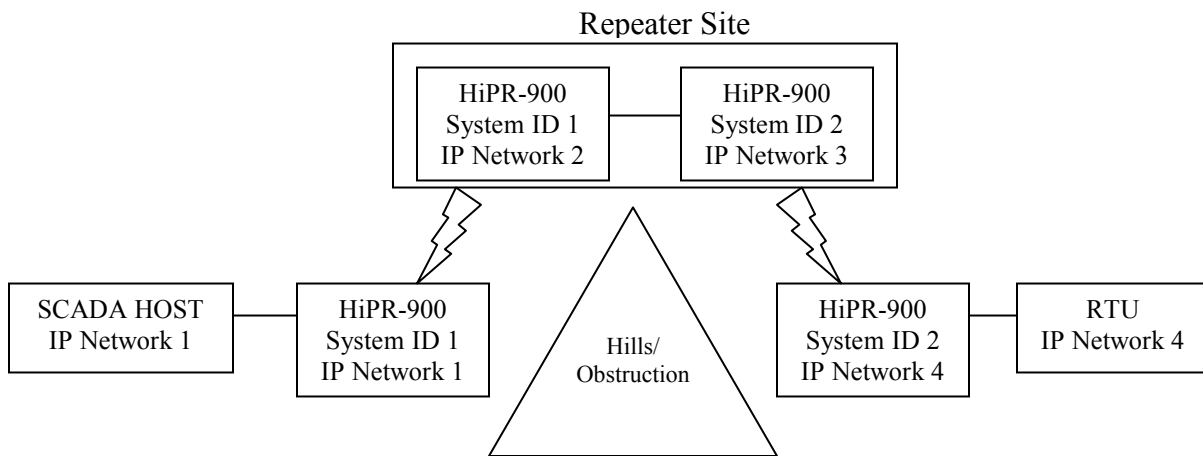 Repeater Site
HiPR-900
System ID 1
IP Network 2
HiPR-900
System ID 2
IP Network 3
SCADA HOST
IP Network 1
HiPR-900
System ID 1
IP Network 1
Hills/
Obstruction
HiPR-900
System ID 2
IP Network 4
RTU
IP Network 4